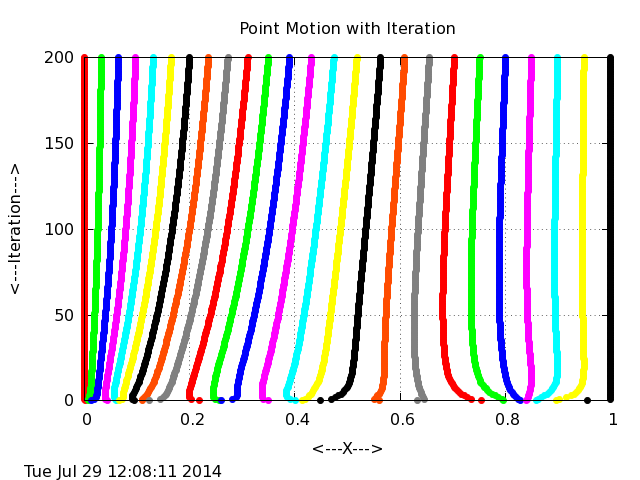 Point Motion with Iteration
200
150
100
50
0
<---Iteration--->
0 0.2 0.4 0.6 0.8 1
<---X--->
Tue Jul 29 12:08:11 2014